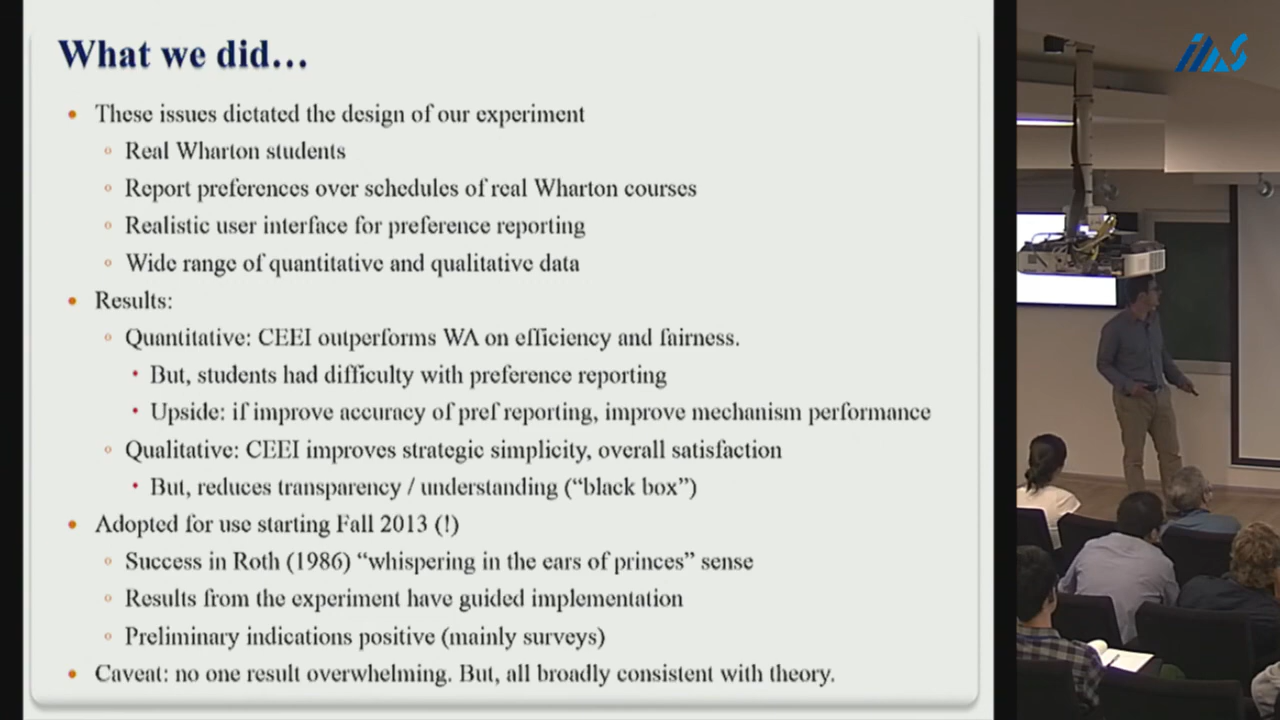 What we did…
These issues dictated the design of our experiment
Real Wharton students
Report preferences over schedules of real Wharton courses
Realistic user interface for preference reporting
Wide range of quantitative and qualitative data
Results:
Quantitative: CEEI outperforms WA on efficiency and fairness.
But, students had difficulty with preference reporting
Upside: if improve accuracy of pref reporting, improve mechanism performance
Qualitative: CEEI improves strategic simplicity, overall satisfaction
But, reduces transparency / understanding (“black box”)
Adopted for use starting Fall 2013 (!)
Success in Roth (1986) “whispering in the ears of princes” sense
Results from the experiment have guided implementation
Preliminary indications positive (mainly surveys)
Caveat: no one result overwhelming. But, all broadly consistent with theory.
IIAS